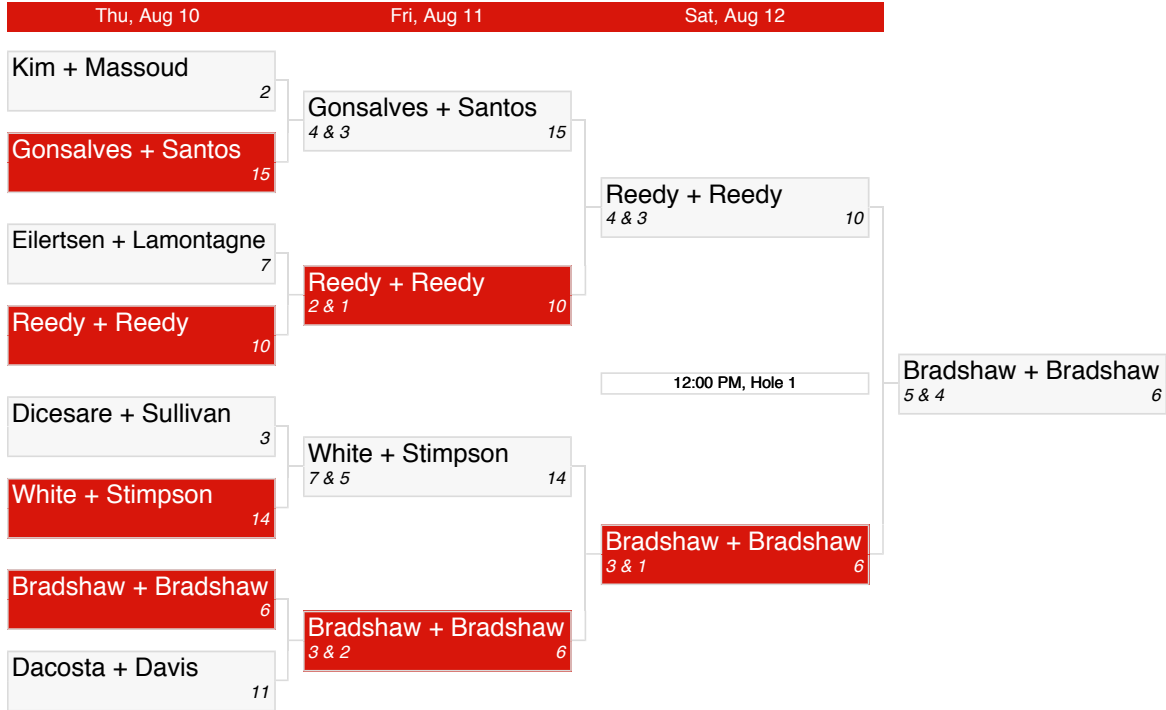 Thu, Aug 10
Fri, Aug 11
Sat, Aug 12
Kim + Massoud
2
Gonsalves + Santos
15
Eilertsen + Lamontagne
7
Reedy + Reedy
10
Dicesare + Sullivan
3
White + Stimpson
14
Bradshaw + Bradshaw
6
Dacosta + Davis
11
Gonsalves + Santos
4 & 3 15
Reedy + Reedy
2 & 1 10
White + Stimpson
7 & 5 14
Bradshaw + Bradshaw
3 & 2 6
Reedy + Reedy
4 & 3 10
12:00 PM, Hole 1
Bradshaw + Bradshaw
3 & 1 6
Bradshaw + Bradshaw
5 & 4 6